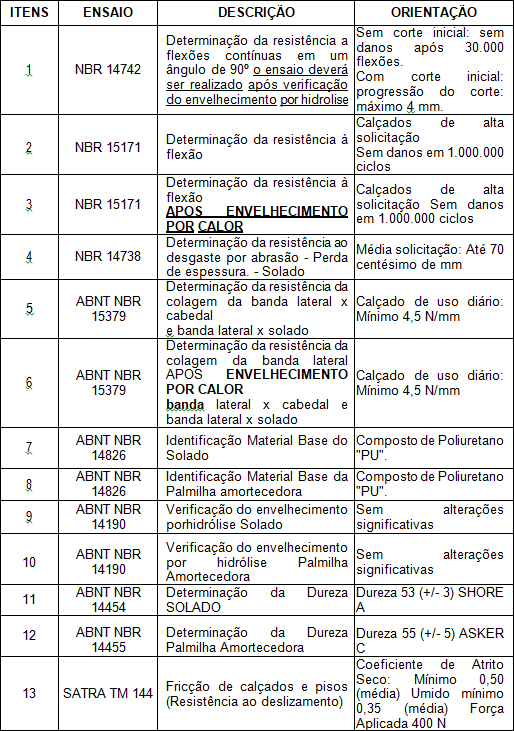 ITENS ENSAIO DESCRIÇÃO ORIENTAÇÃO
1
NBR 14742
Determinação da resistência a
flexões contínuas em um
ângulo de 90º o ensaio deverá
ser realizado após verificação
do envelhecimento por hidrolise
Sem corte inicial: sem
danos após 30.000
flexões.
Com corte inicial:
progressão do corte:
máximo 4 mm.
2
NBR 15171
Determinação da resistência à
flexão
Calçados de alta
solicitação
Sem danos em 1.000.000
ciclos
3
NBR 15171
Determinação da resistência à
flexão
APOS ENVELHECIMENTO
POR CALOR
Calçados de alta
solicitação Sem danos
em 1.000.000 ciclos
4
NBR 14738
Determinação da resistência ao
desgaste por abrasão - Perda
de espessura. - Solado
Média solicitação: Até 70
centésimo de mm
5
ABNT NBR
15379
Determinação da resistência da
colagem da banda lateral x
cabedal
e banda lateral x solado
Calçado de uso diário:
Mínimo 4,5 N/mm
6
ABNT NBR
15379
Determinação da resistência da
colagem da banda lateral
APOS ENVELHECIMENTO
POR CALOR
banda lateral x cabedal e
banda lateral x solado
Calçado de uso diário:
Mínimo 4,5 N/mm
7
ABNT NBR
14826
Identificação Material Base do
Solado
Composto de Poliuretano
"PU".
8
ABNT NBR
14826
Identificação Material Base da
Palmilha amortecedora
Composto de Poliuretano
"PU".
9
ABNT NBR
14190
Verificação do envelhecimento
porhidrólise Solado
Sem alterações
significativas
10
ABNT NBR
14190
Verificação do envelhecimento
por hidrólise Palmilha
Amortecedora
Sem alterações
significativas
11
ABNT NBR
14454
Determinação da Dureza
SOLADO
Dureza 53 (+/- 3) SHORE
A
12
ABNT NBR
14455
Determinação da Dureza
Palmilha Amortecedora
Dureza 55 (+/- 5) ASKER
C
13
SATRA TM 144
Fricção de calçados e pisos
(Resistência ao deslizamento)
Coeficiente de Atrito
Seco: Mínimo 0,50
(média) Umido mínimo
0,35 (média) Força
Aplicada 400 N